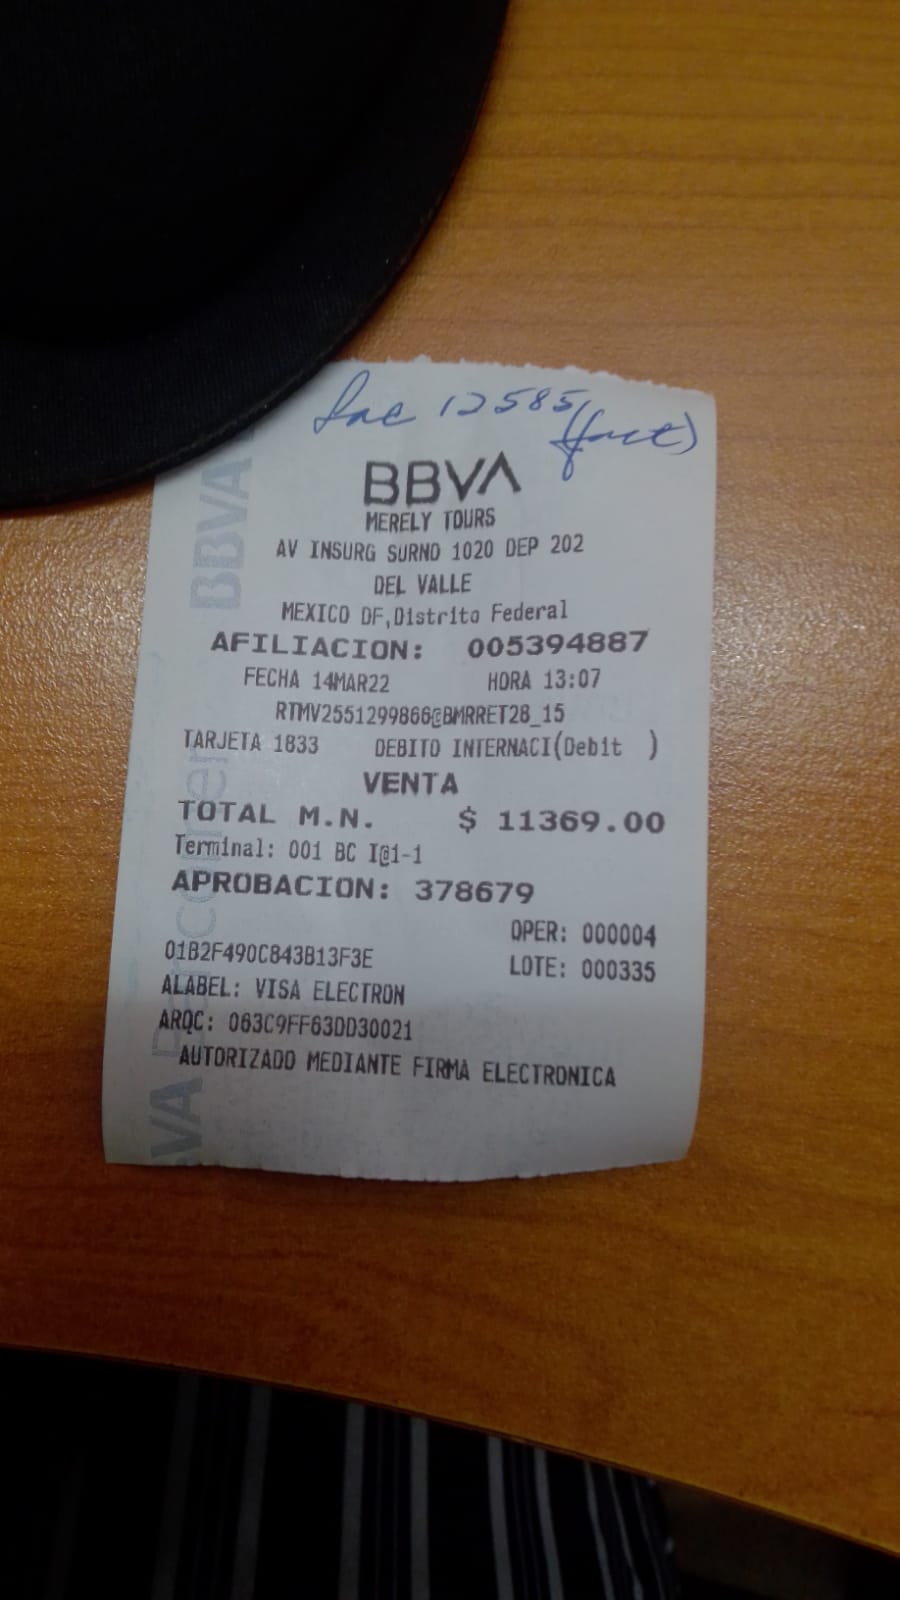 Inc 12585
(fact)
BBVA
MERELY TOURS
AV INSURG SURNO 1020 DEP 202
DEL VALLE
MEXICO DF,Distrito Federal
AFILIACION: 005394887
FECHA 14MAR22 HORA 13:07
RTMV2551299866@BMRRET28_15
TARJETA 1833 DEBITO INTERNACI(Debit )
VENTA
TOTAL M.N. $ 11369.00
Terminal: 001 BC I@1-1
APROBACION: 378679
OPER: 000004
01B2F490C843B13F3E
LOTE: 000335
ALABEL: VISA ELECTRON
ARQC: 063C9FF63DD30021
AUTORIZADO MEDIANTE FIRMA ELECTRONICA
BBVA